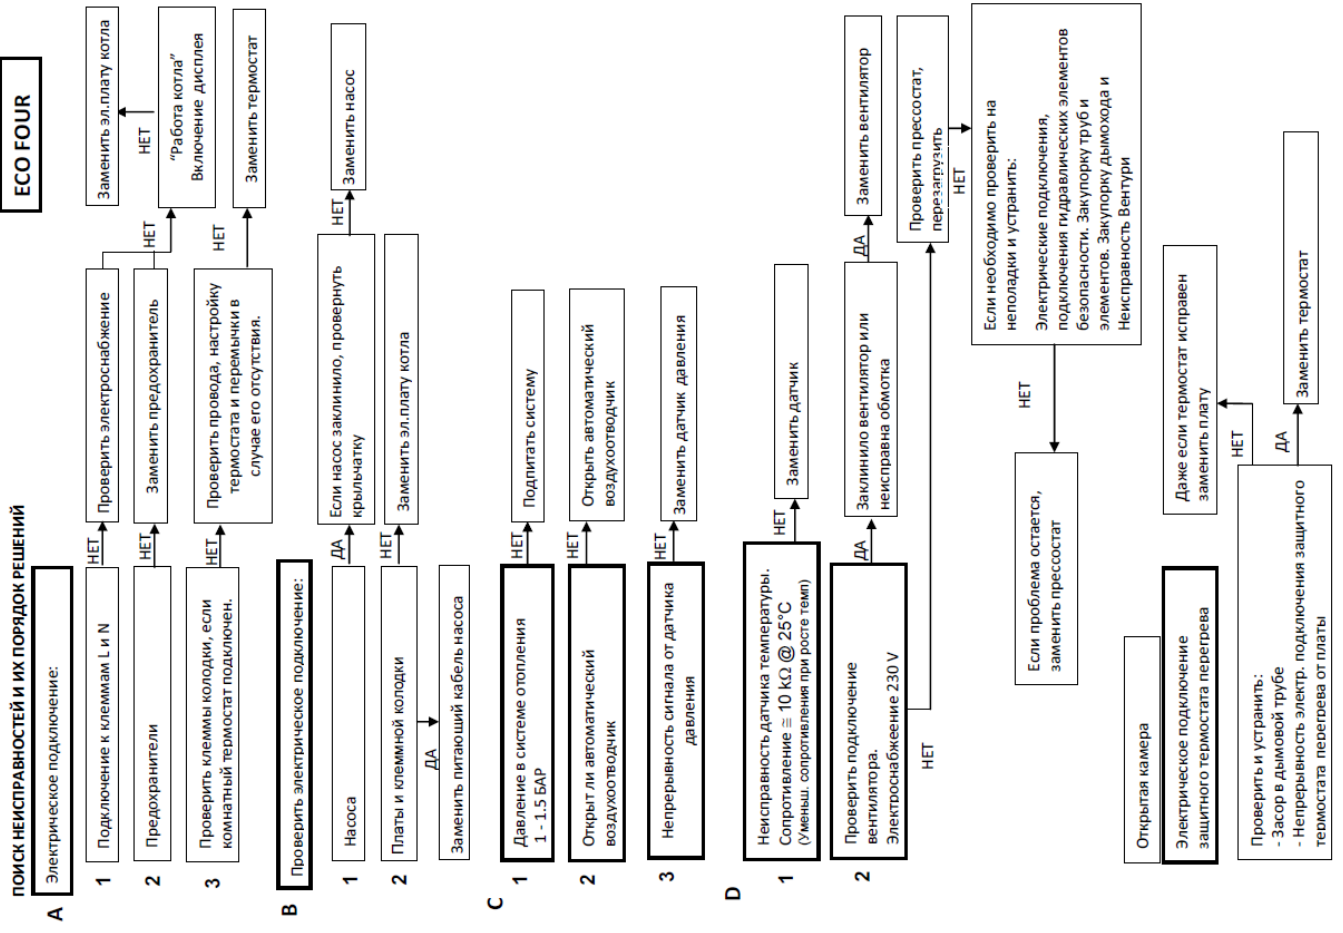 ECO FOUR
ПОИСК НЕИСПРАВНОСТЕЙ И ИХ ПОРЯДОК РЕШЕНИЙ
A
Электрическое подключение:
1
Подключение к клеммам L и N
НЕТ
Проверить электроснабжение
2
Предохранители
НЕТ
Заменить предохранитель
НЕТ
“Работа котла”
Включение дисплея
НЕТ
Заменить эл.плату котла
3
Проверить клеммы колодки, если
комнатный термостат подключен.
НЕТ
Проверить провода, настройку
термостата и перемычки в
случае его отсутствия.
НЕТ
Заменить термостат
B
Проверить электрическое подключение:
1
Насоса
ДА
Если насос заклинило, провернуть
крыльчатку
НЕТ
Заменить насос
2
Платы и клеммной колодки
НЕТ
Заменить эл.плату котла
ДА
Заменить питающий кабель насоса
C
1
Давление в системе отопления
1 - 1.5 БАР
НЕТ
Подпитать систему
2
Открыт ли автоматический
воздухоотводчик
НЕТ
Открыть автоматический
воздухоотводчик
3
Непрерывность сигнала от датчика
давления
НЕТ
Заменить датчик давления
D
1
Неисправность датчика температуры.
Сопротивление ≅ 10 kΩ @ 25°C
(Уменьш. сопротивления при росте темп)
НЕТ
Заменить датчик
2
Проверить подключение
вентилятора.
Электроснабжеение 230 V
ДА
Заклинило вентилятор или
неисправна обмотка
ДА
Заменить вентилятор
НЕТ
Проверить прессостат,
перезагрузить
НЕТ
Если необходимо проверить на
неполадки и устранить:
Электрические подключения,
подключения гидравлических элементов
безопасности. Закупорку труб и
элементов. Закупорку дымохода и
Неисправность Вентури
НЕТ
Если проблема остается,
заменить прессостат
Открытая камера
Электрическое подключение
защитного термостата перегрева
Проверить и устранить:
- Засор в дымовой трубе
- Непрерывность электр. подключения защитного
термостата перегрева от платы
НЕТ
Даже если термостат исправен
заменить плату
ДА
Заменить термостат